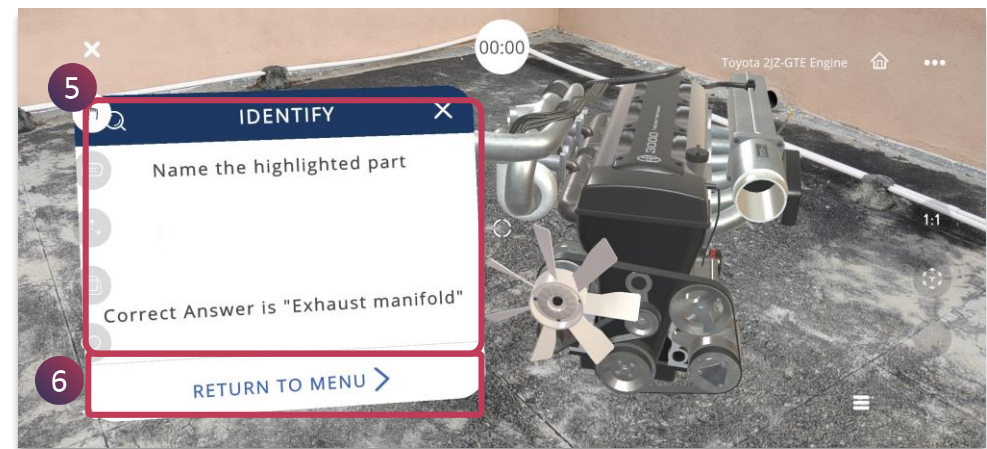 00:00
Toyota 2JZ-GTE Engine
5
IDENTIFY
Name the highlighted part
3000
1:1
Correct Answer is "Exhaust manifold"
6
RETURN TO MENU